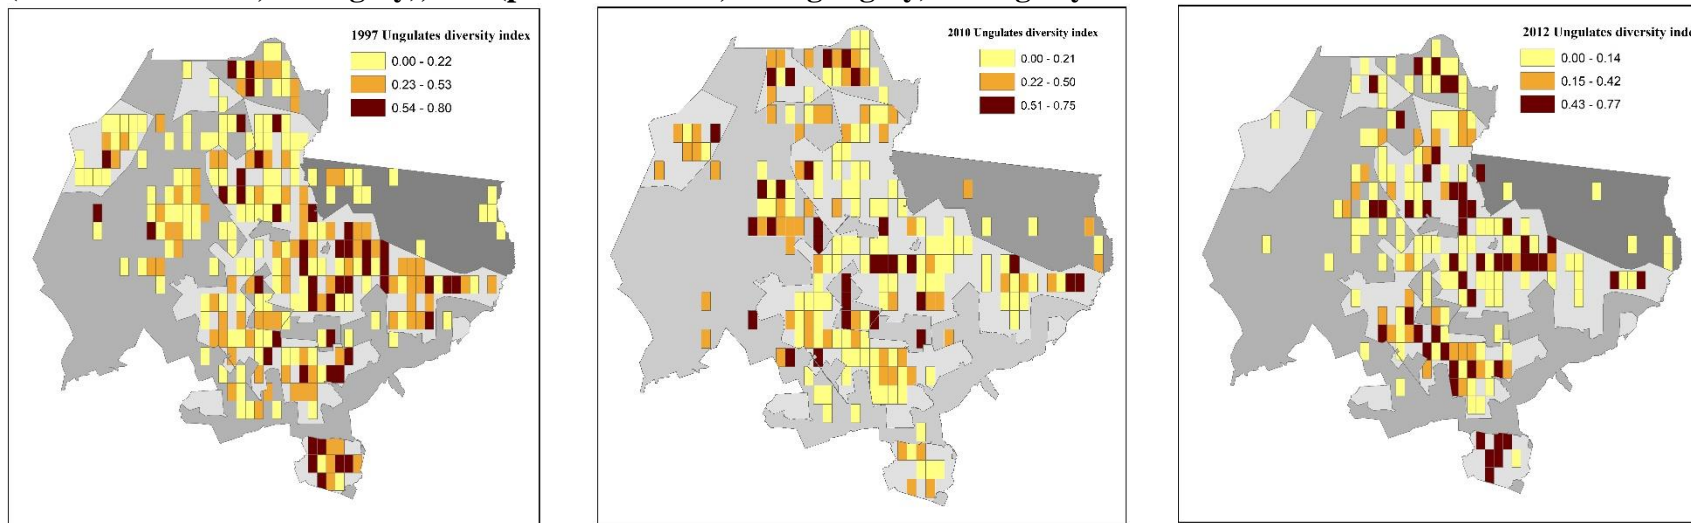 1997 Ungulates diversity index
0.00 - 0.22
0.23 - 0.53
0.54 - 0.80
2010 Ungulates diversity index
0.00 - 0.21
0.22 - 0.50
0.51 - 0.75
2012 Ungulates diversity inde
0.00 - 0.14
0.15 - 0.42
0.43 - 0.77